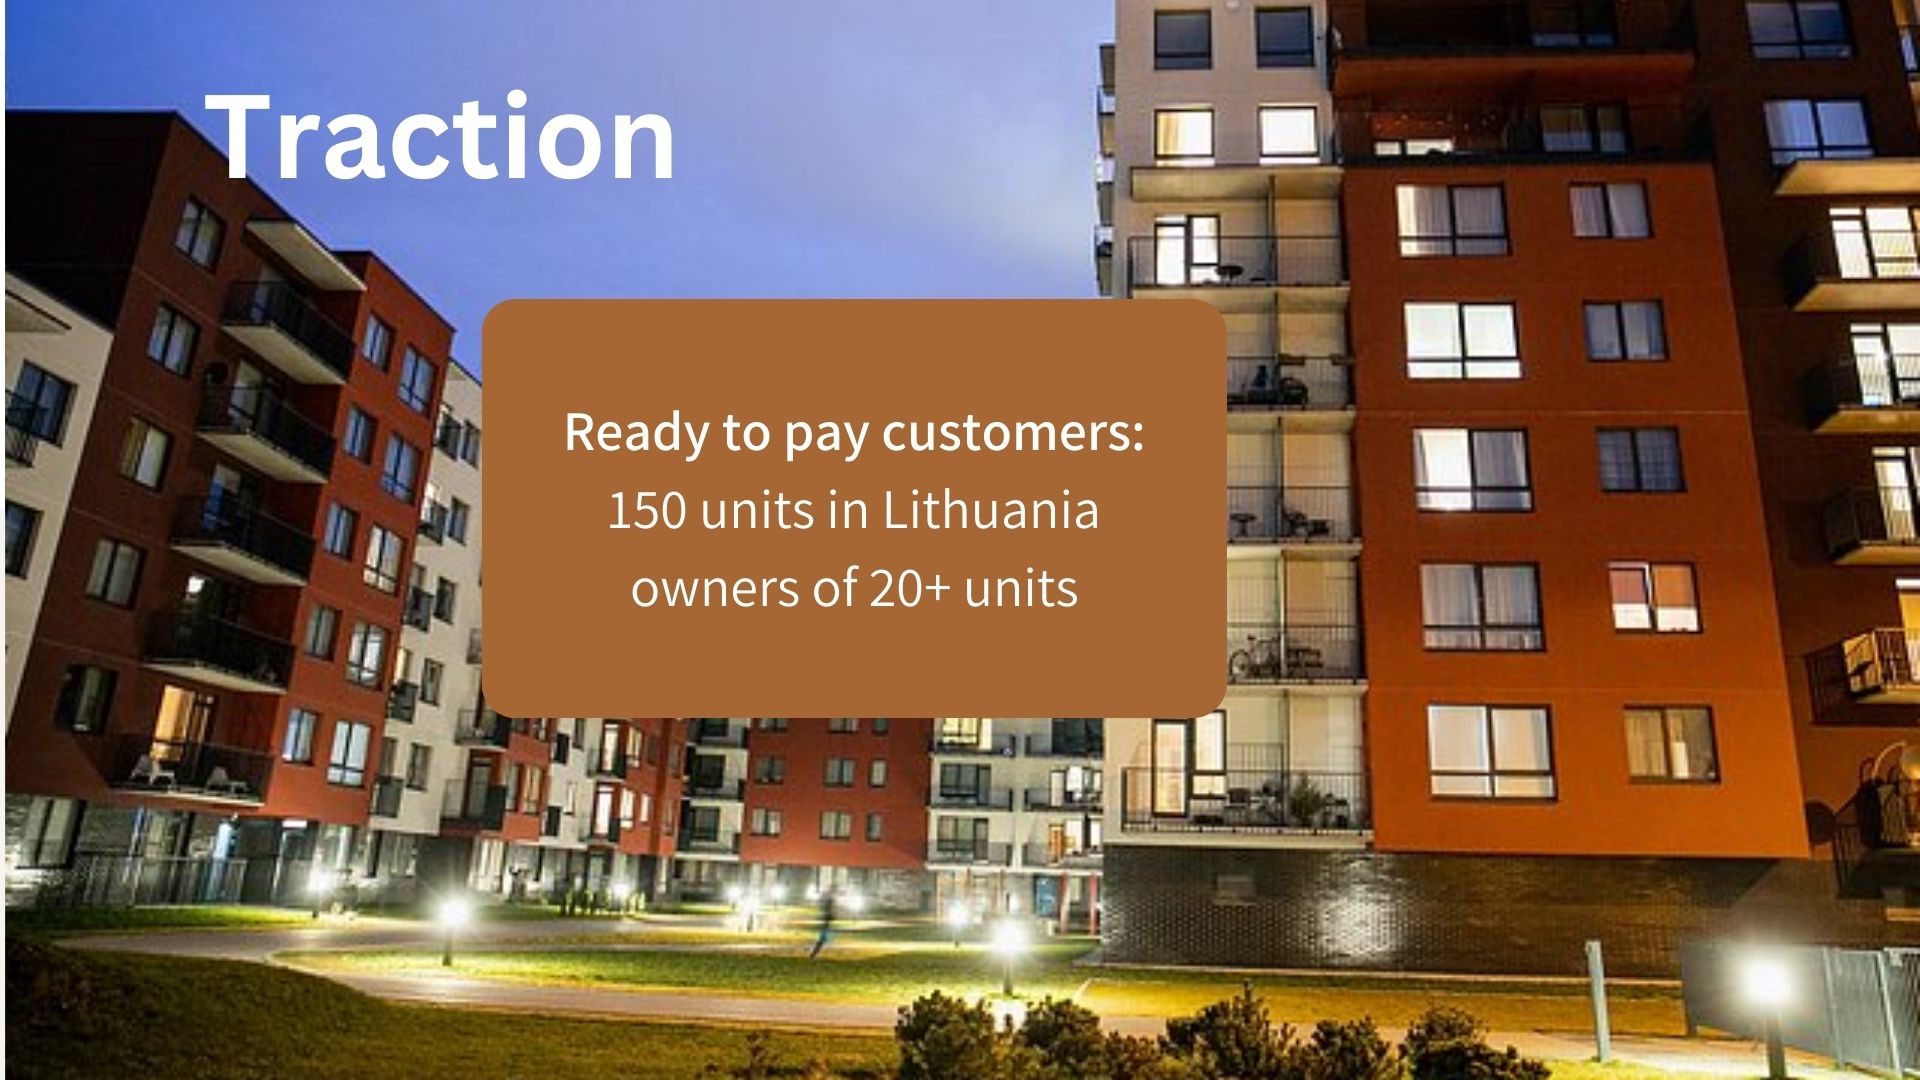 Traction
Ready to pay customers:
150 units in Lithuania
owners of 20+ units